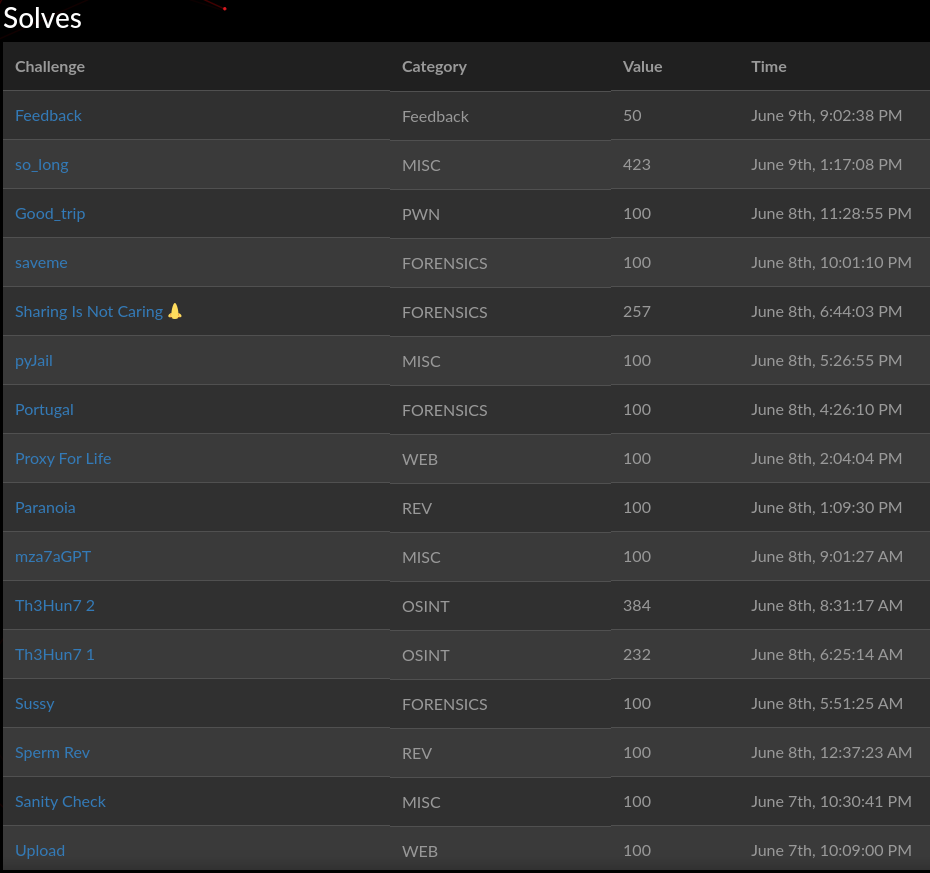 Solves
Challenge Category Value Time
Feedback Feedback 50 June 9th, 9:02:38 PM
so_long MISC 423 June 9th, 1:17:08 PM
Good_trip PWN 100 June 8th, 11:28:55 PM
saveme FORENSICS 100 June 8th, 10:01:10 PM
Sharing Is Not Caring FORENSICS 257 June 8th, 6:44:03 PM
pyJail MISC 100 June 8th, 5:26:55 PM
Portugal FORENSICS 100 June 8th, 4:26:10 PM
Proxy For Life WEB 100 June 8th, 2:04:04 PM
Paranoia REV 100 June 8th, 1:09:30 PM
mza7aGPT MISC 100 June 8th, 9:01:27 AM
Th3Hun7 2 OSINT 384 June 8th, 8:31:17 AM
Th3Hun7 1 OSINT 232 June 8th, 6:25:14 AM
Sussy FORENSICS 100 June 8th, 5:51:25 AM
Sperm Rev REV 100 June 8th, 12:37:23 AM
Sanity Check MISC 100 June 7th, 10:30:41 PM
Upload WEB 100 June 7th, 10:09:00 PM